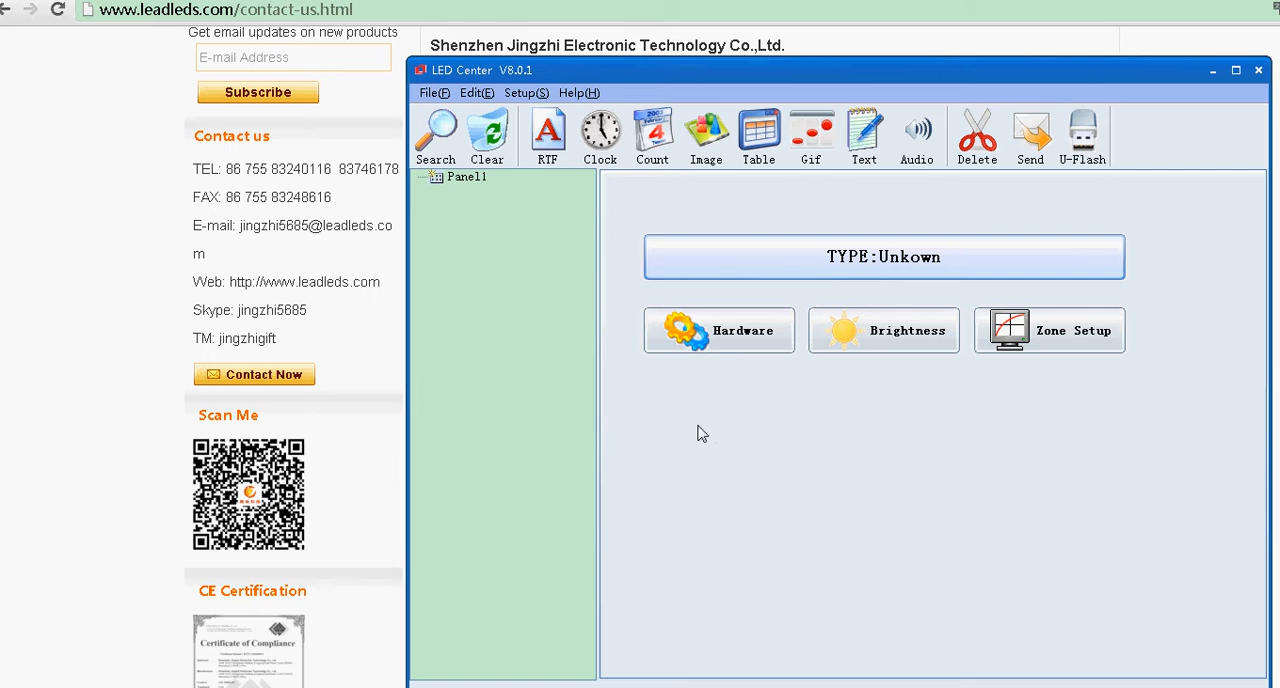 www.leadleds.com/contact-us.html
Get email updates on new products
E-mail Address
Subscribe
Contact us
TEL: 86 755 83240116  83746178
FAX: 86 755 83248616
E-mail: jingzhi5685@leadleds.co
m
Web: http://www.leadleds.com
Skype: jingzhi5685
TM: jingzhigift
Contact Now
Scan Me
CE Certification
Certificate of Compliance
Shenzhen Jingzhi Electronic Technology Co.,Ltd.
LED Center  V8.0.1
File(F)  Edit(E)  Setup(S)  Help(H)
Search  Clear  RTF  Clock  Count  Image  Table  Gif  Text  Audio  Delete  Send  U-Flash
Panel1
TYPE:Unkown
Hardware  Brightness  Zone Setup